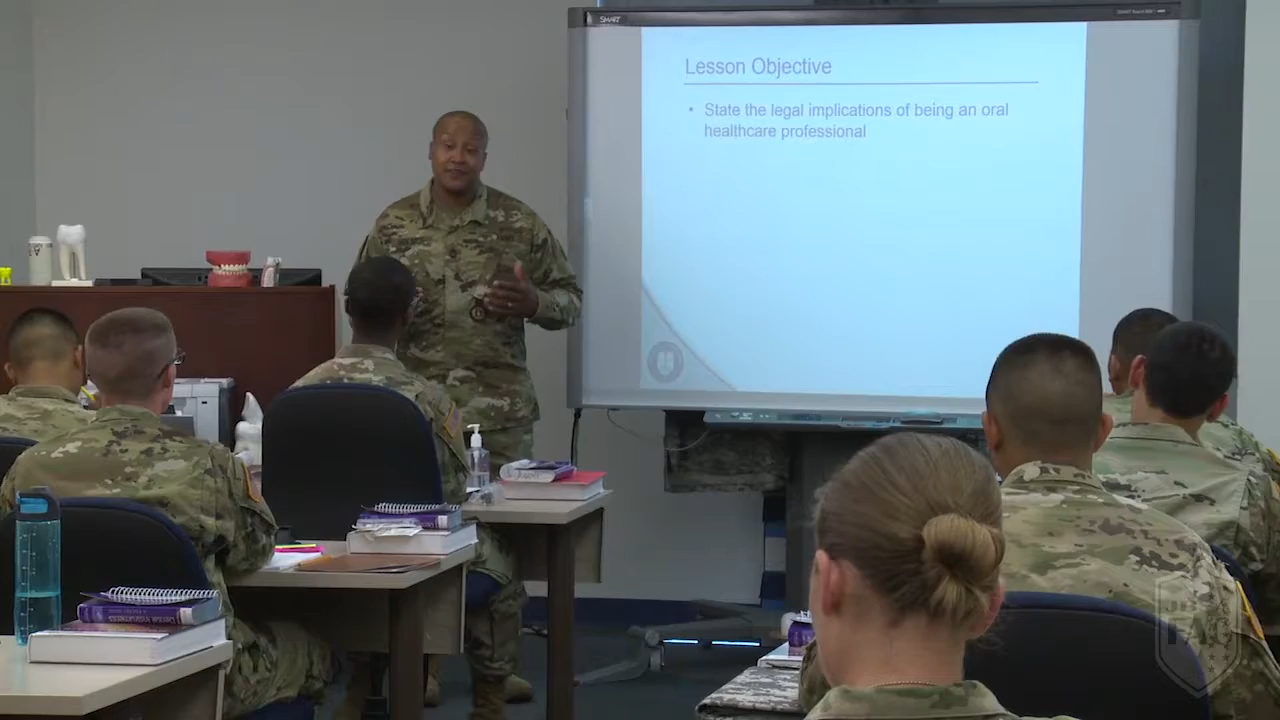 SMART
Lesson Objective
• State the legal implications of being an oral
healthcare professional